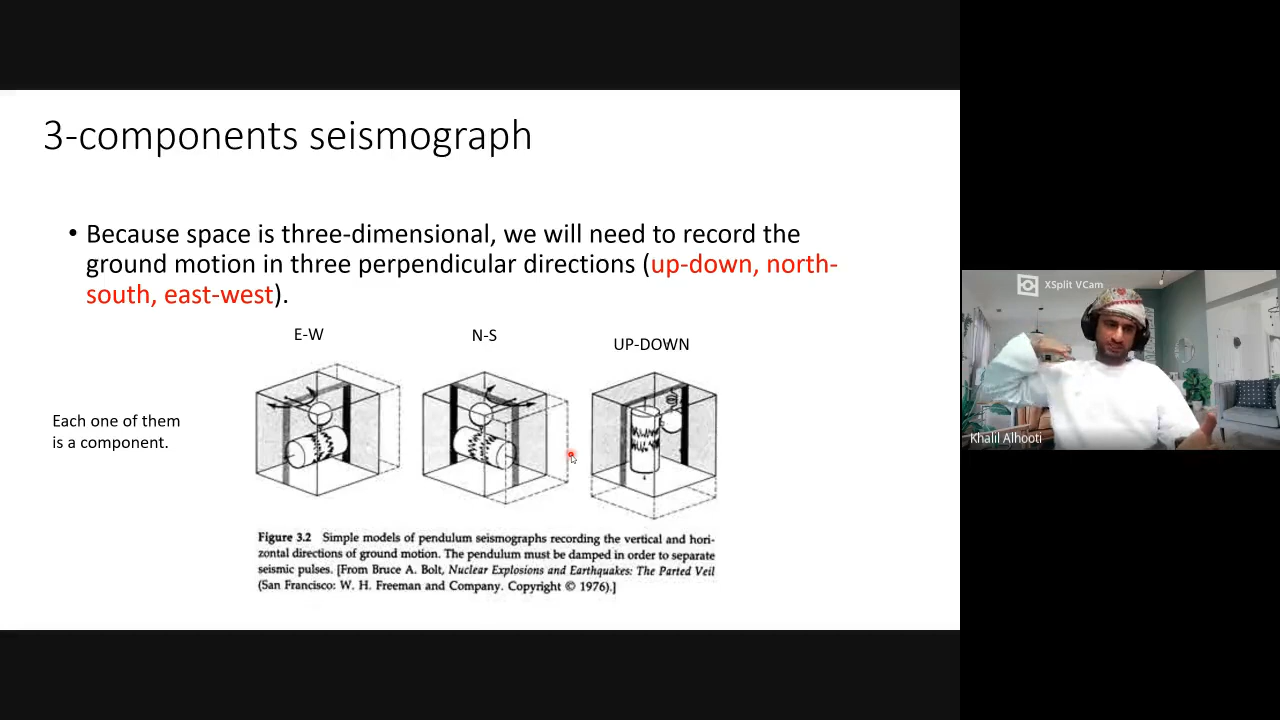 3-components seismograph
• Because space is three-dimensional, we will need to record the
ground motion in three perpendicular directions (up-down, north-
south, east-west).
E-W
N-S
UP-DOWN
Each one of them
is a component.
Figure 3.2 Simple models of pendulum seismographs recording the vertical and hori-
zontal directions of ground motion. The pendulum must be damped in order to separate
seismic pulses. [From Bruce A. Bolt, Nuclear Explosions and Earthquakes: The Parted Veil
(San Francisco: W. H. Freeman and Company. Copyright © 1976).]
XSplit VCam
Khalil Alhooti